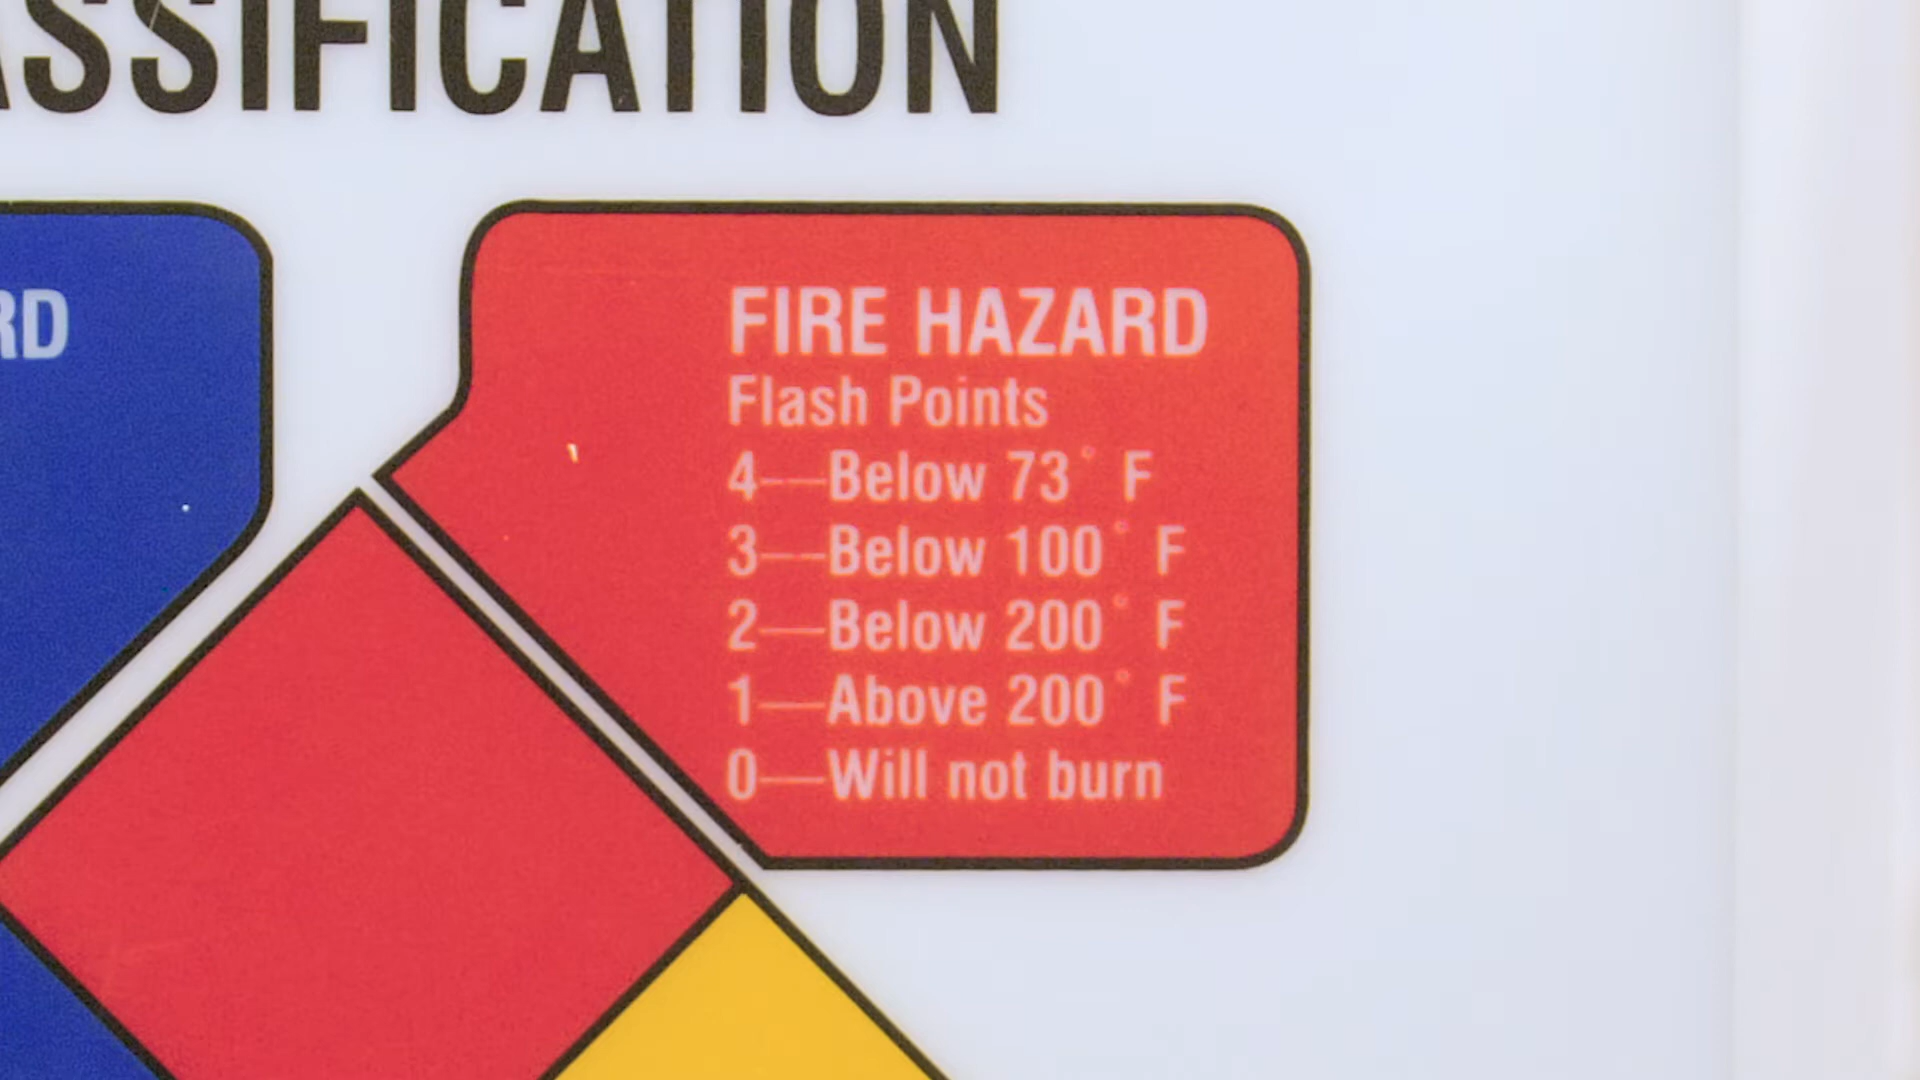 ASSIFICATION
RD
FIRE HAZARD
Flash Points
4—Below 73° F
3—Below 100° F
2—Below 200° F
1—Above 200° F
0—Will not burn